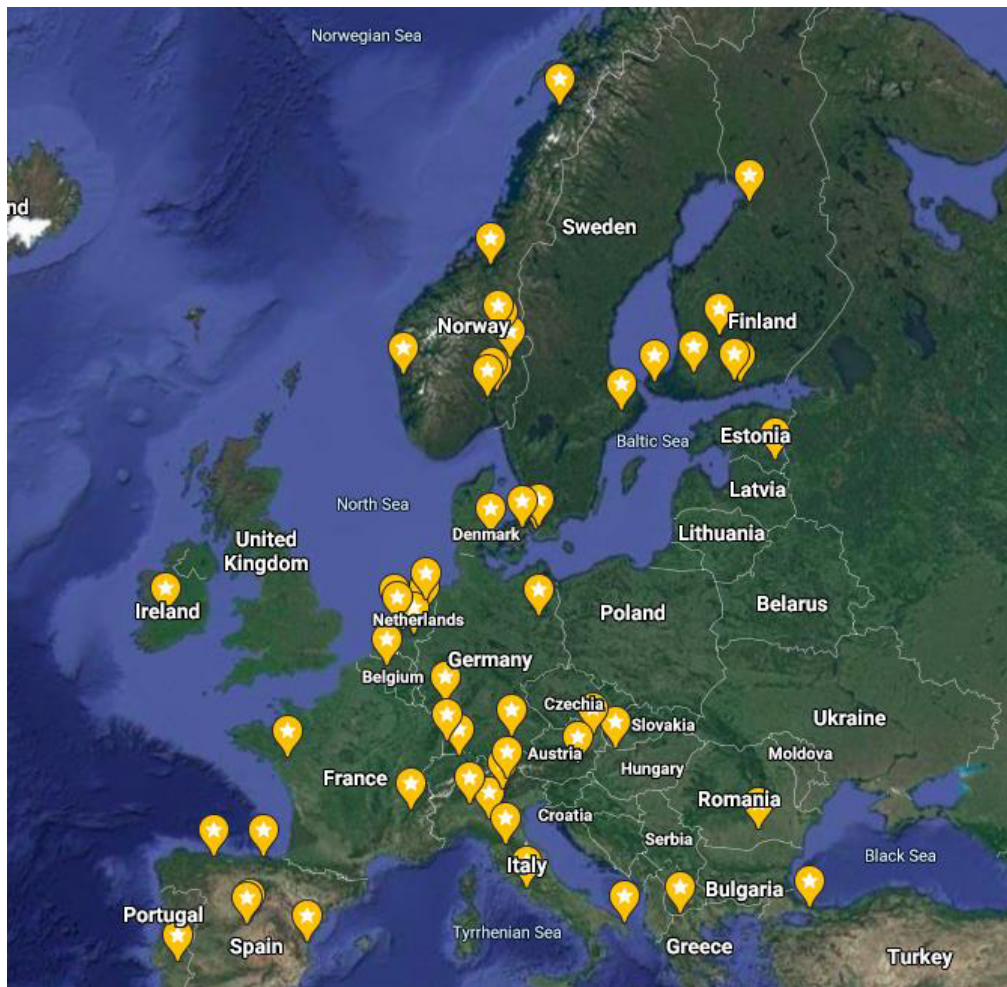 Norwegian Sea
nd
Sweden
Norway
Finland
Baltic Sea
Estonia
Latvia
North Sea
Denmark
Lithuania
United
Kingdom
Ireland
Netherlands
Poland
Belarus
Belgium
Germany
Czechia
Slovakia
Ukraine
Austria
Moldova
Hungary
France
Romania
Croatia
Serbia
Black Sea
Italy
Bulgaria
Portugal
Spain
Tyrrhenian Sea
Greece
Turkey